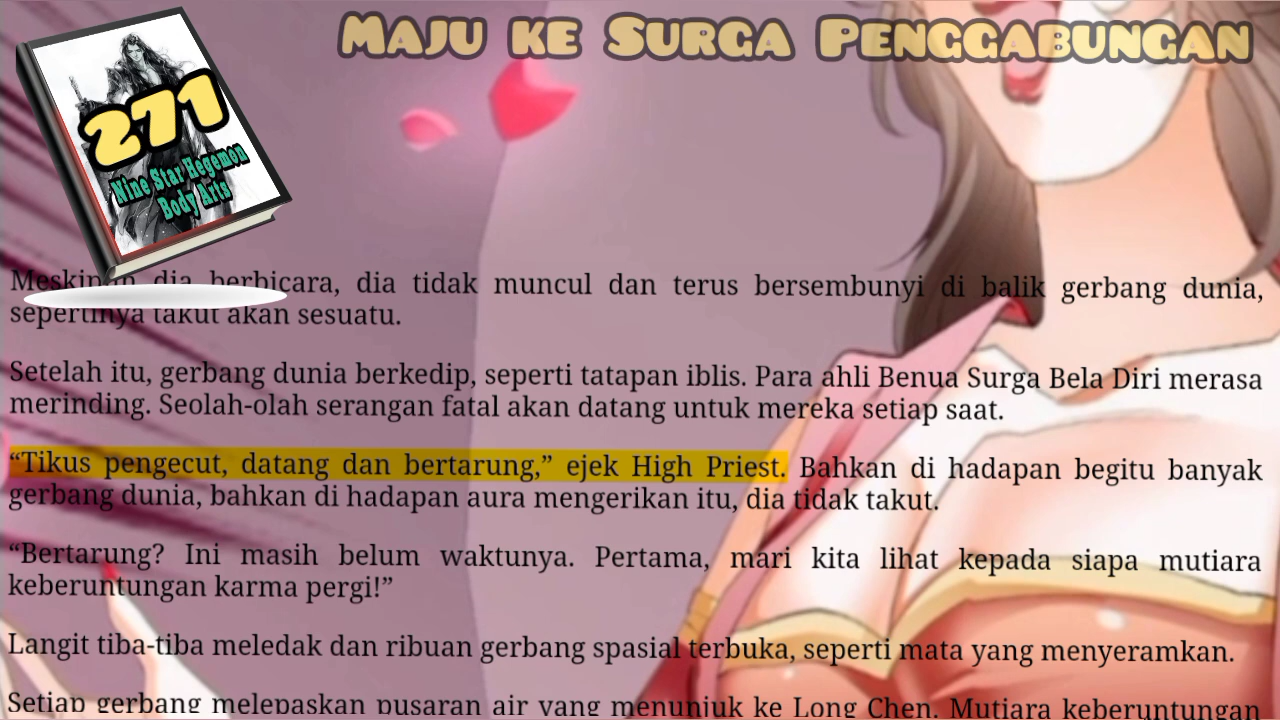 Maju ke Surga Penggabungan
271
Nine Star Hegemon
Body Arts
Meskipun dia berbicara, dia tidak muncul dan terus bersembunyi di balik gerbang dunia,
sepertinya takut akan sesuatu.
Setelah itu, gerbang dunia berkedip, seperti tatapan iblis. Para ahli Benua Surga Bela Diri merasa
merinding. Seolah-olah serangan fatal akan datang untuk mereka setiap saat.
“Tikus pengecut, datang dan bertarung,” ejek High Priest. Bahkan di hadapan begitu banyak
gerbang dunia, bahkan di hadapan aura mengerikan itu, dia tidak takut.
“Bertarung? Ini masih belum waktunya. Pertama, mari kita lihat kepada siapa mutiara
keberuntungan karma pergi!”
Langit tiba-tiba meledak dan ribuan gerbang spasial terbuka, seperti mata yang menyeramkan.
Setiap gerbang melepaskan pusaran air yang menunjuk ke Long Chen. Mutiara keberuntungan